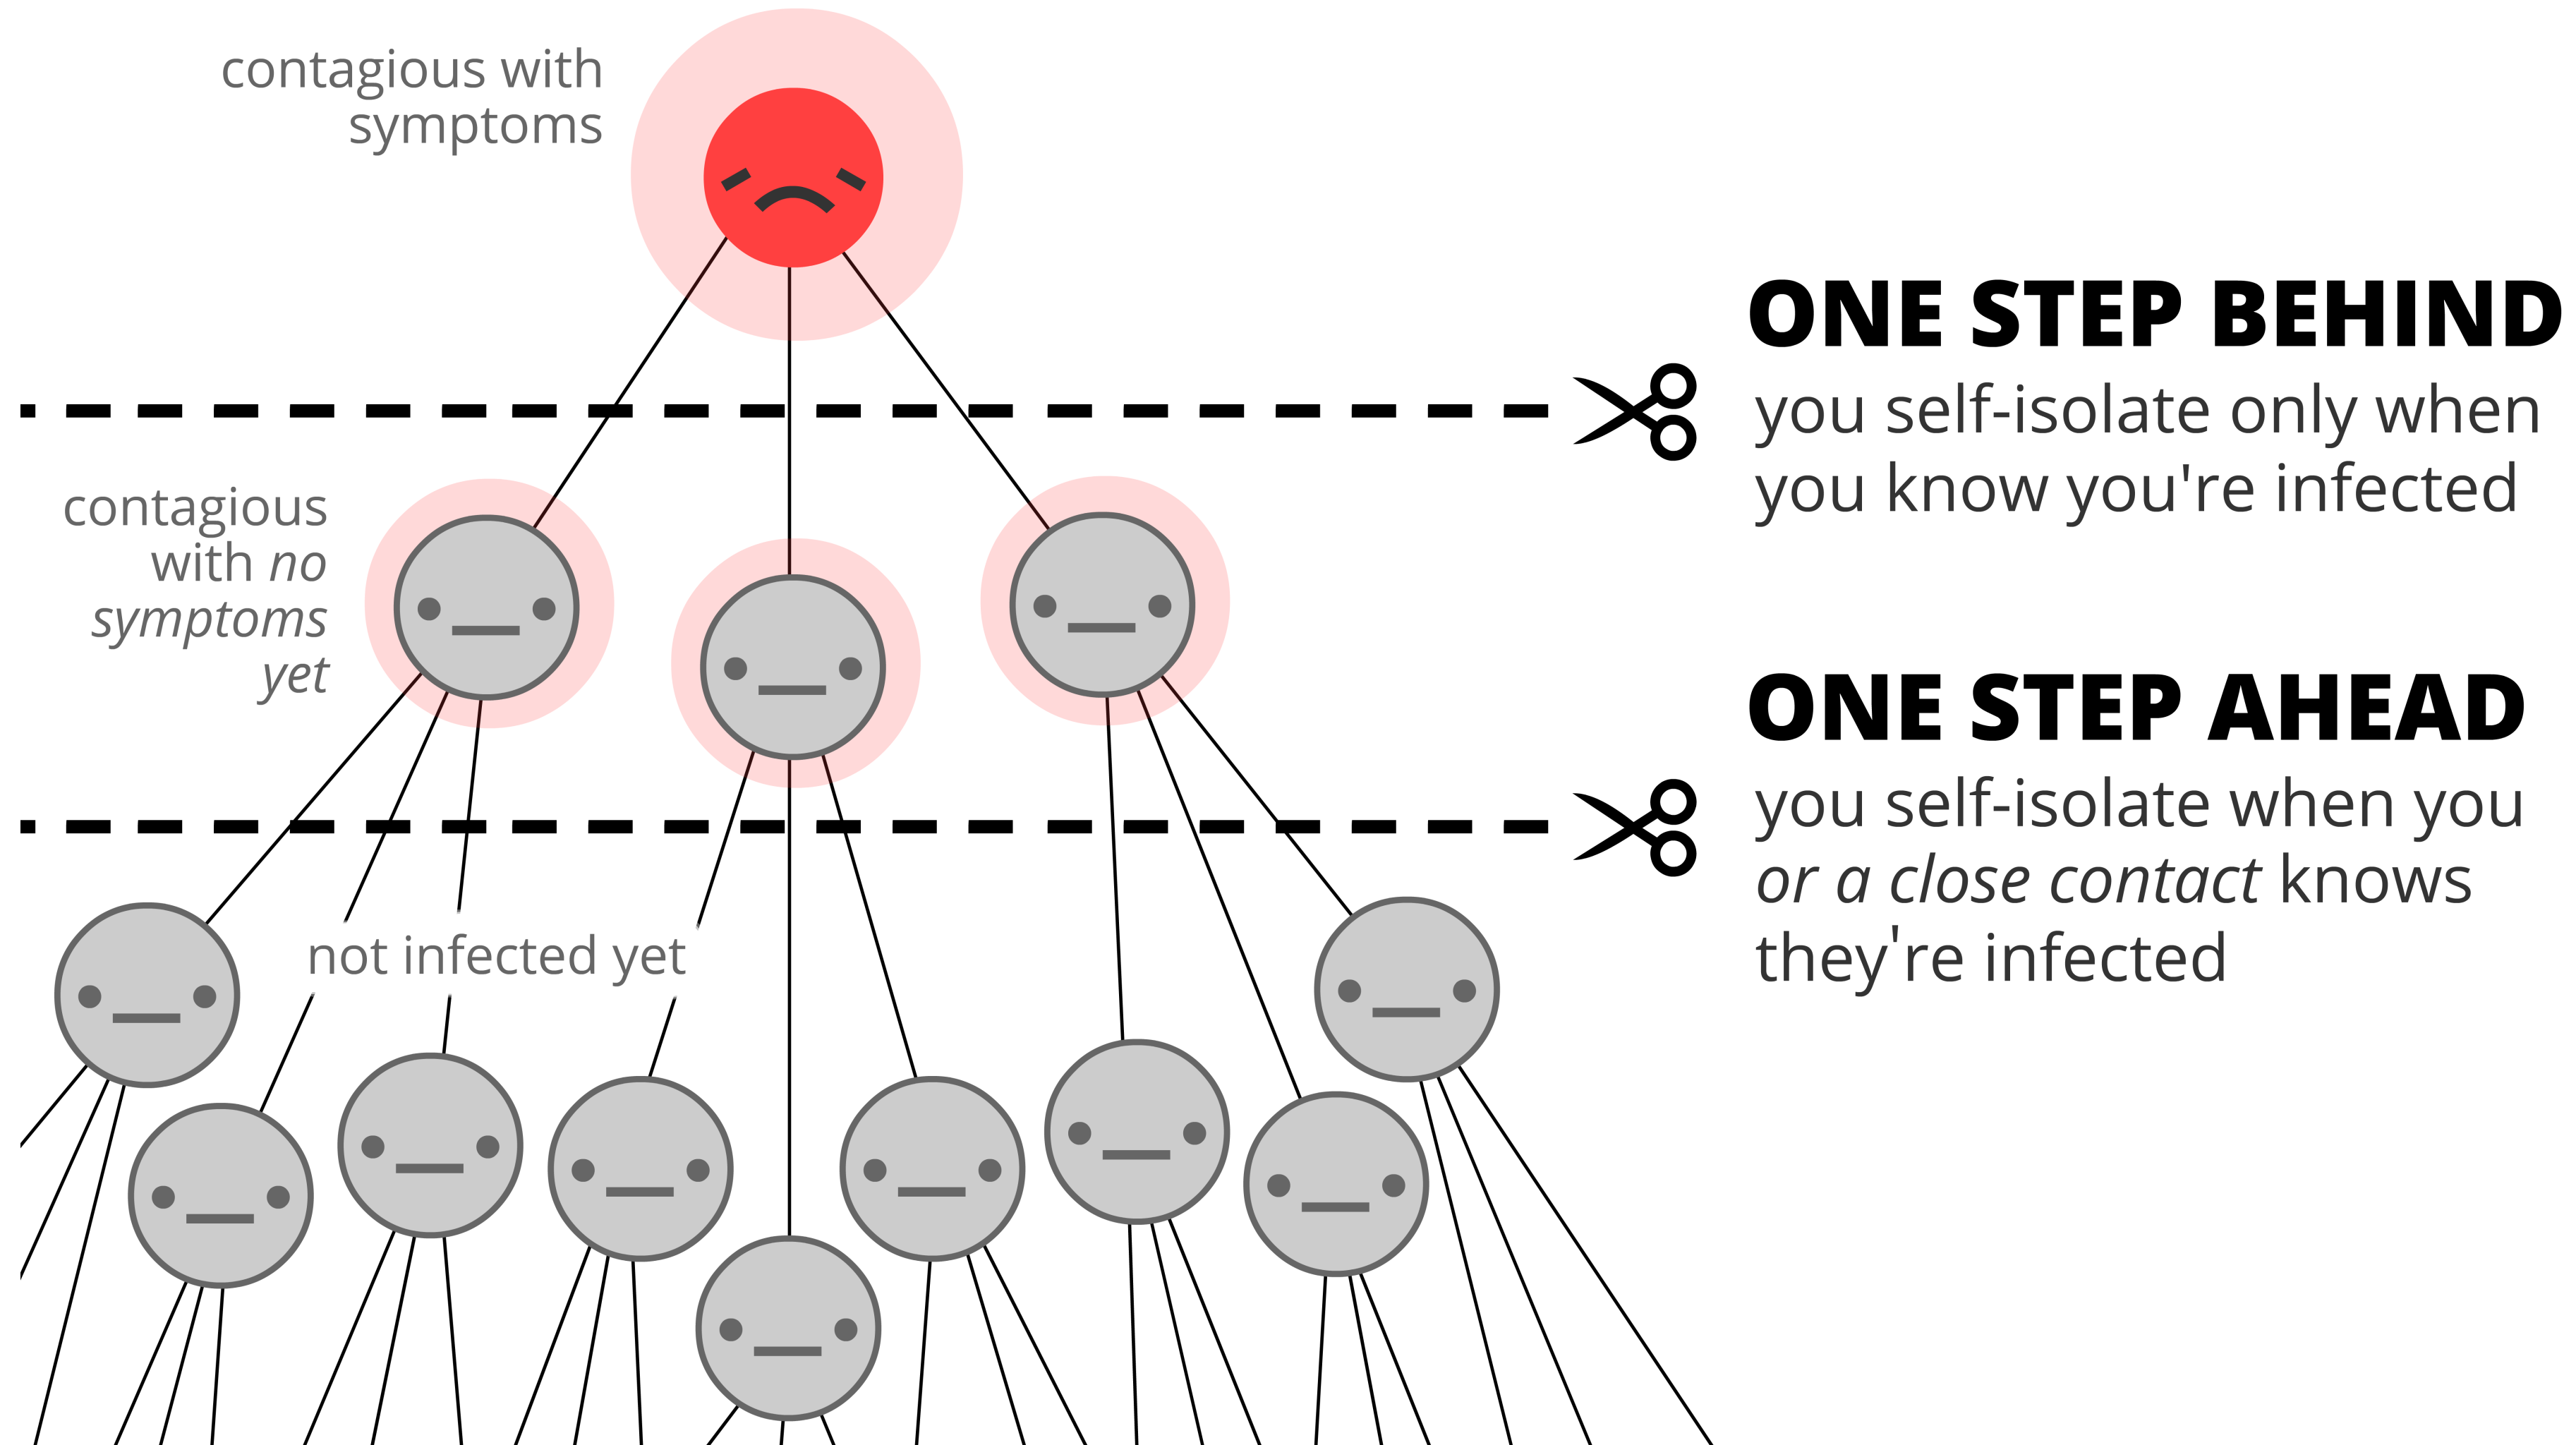 contagious with
symptoms
ONE STEP BEHIND
you self-isolate only when
you know you're infected
contagious
with no
symptoms
yet
ONE STEP AHEAD
you self-isolate when you
or a close contact knows
they're infected
not infected yet